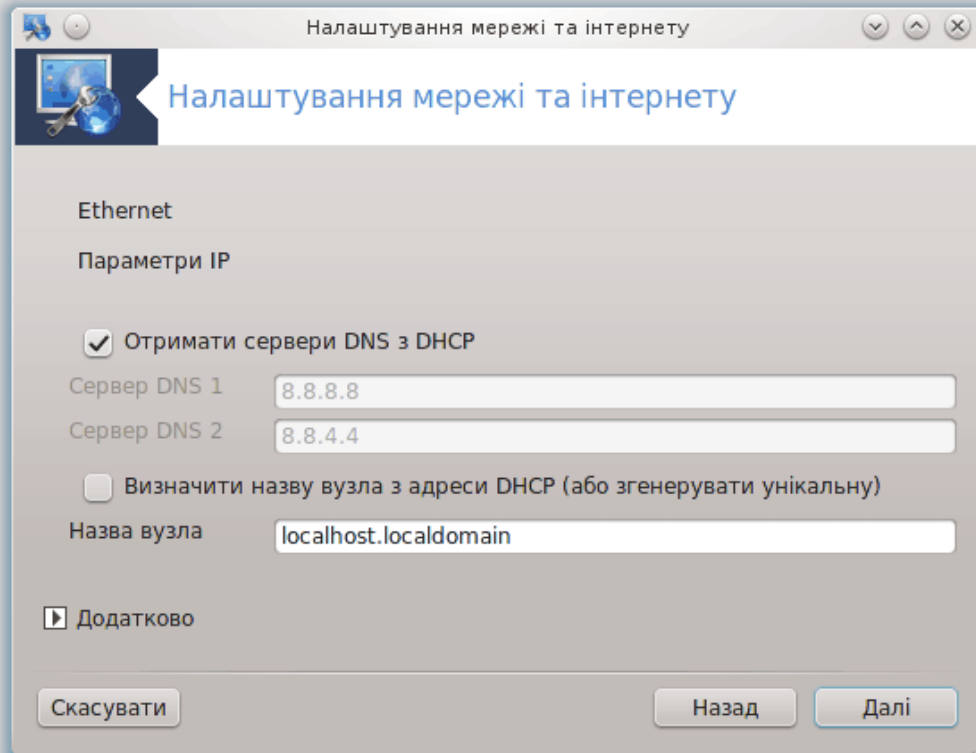 Налаштування мережі та інтернету
Налаштування мережі та інтернету
Ethernet
Параметри IP
Отримати сервери DNS з DHCP
Сервер DNS 1
8.8.8.8
Сервер DNS 2
8.8.4.4
Визначити назву вузла з адреси DHCP (або згенерувати унікальну)
Назва вузла
localhost.localdomain
Додатково
Скасувати
Назад
Далі